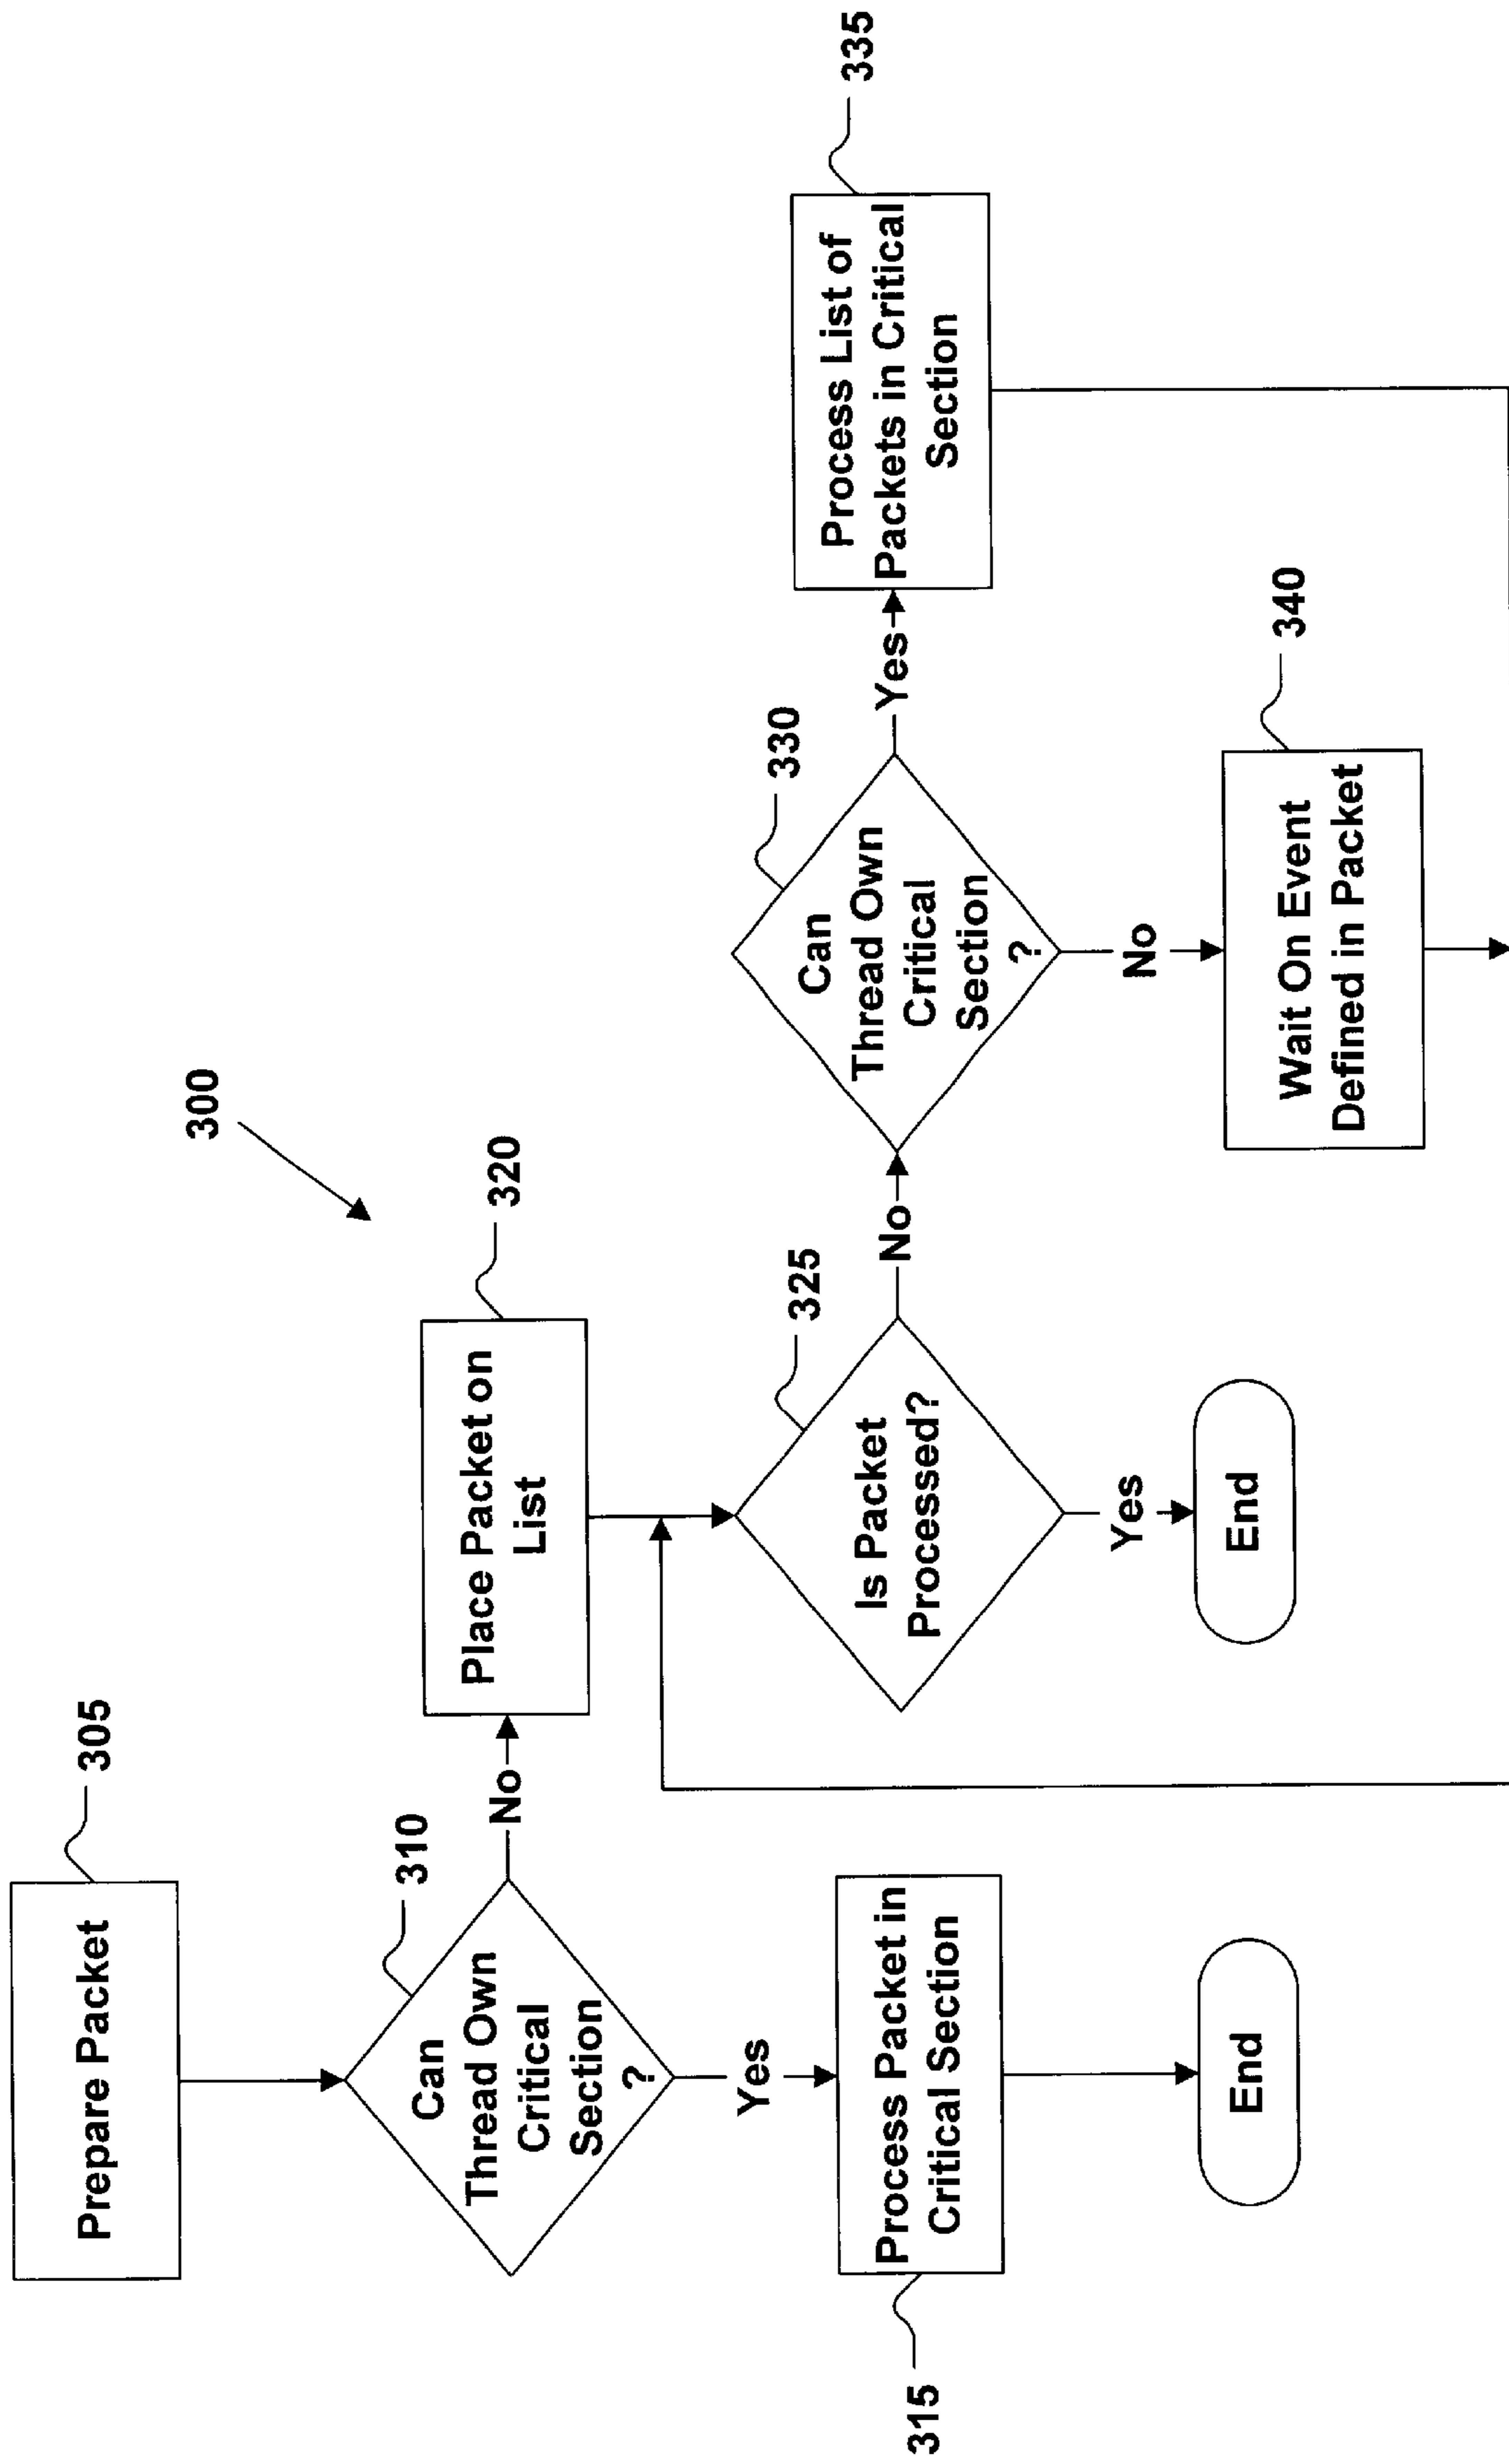 300
Prepare Packet
305
Can
Thread Own
Critical
Section
?
310
No
Yes
Place Packet on
List
320
Process Packet in
Critical Section
315
End
Is Packet
Processed?
325
No
Yes
End
Can
Thread Own
Critical
Section
?
330
Yes
No
Process List of
Packets in Critical
Section
335
Wait On Event
Defined in Packet
340